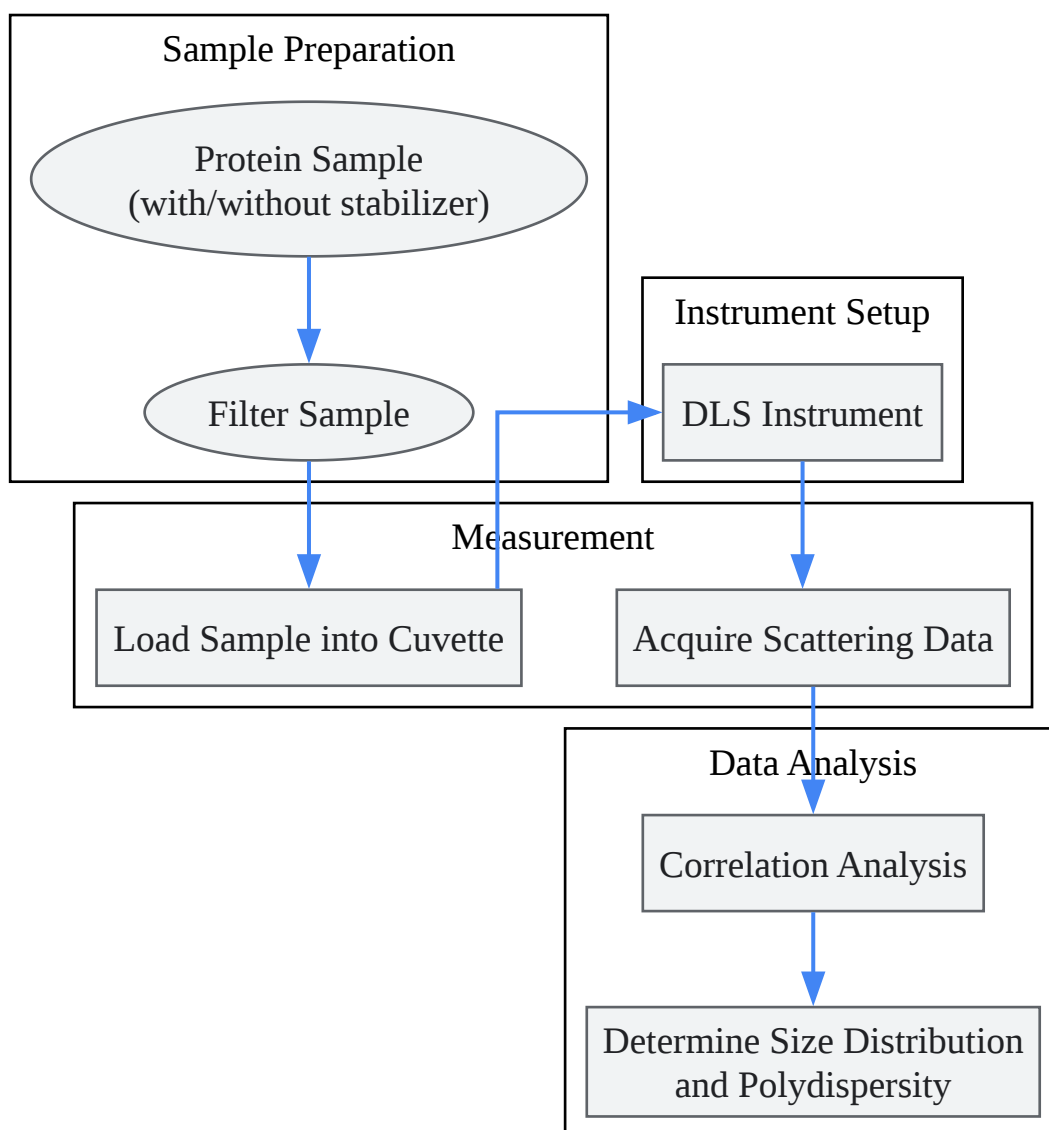 Sample Preparation
Protein Sample
(with/without stabilizer)
Filter Sample
Instrument Setup
DLS Instrument
Measurement
Load Sample into Cuvette
Acquire Scattering Data
Data Analysis
Correlation Analysis
Determine Size Distribution
and Polydispersity